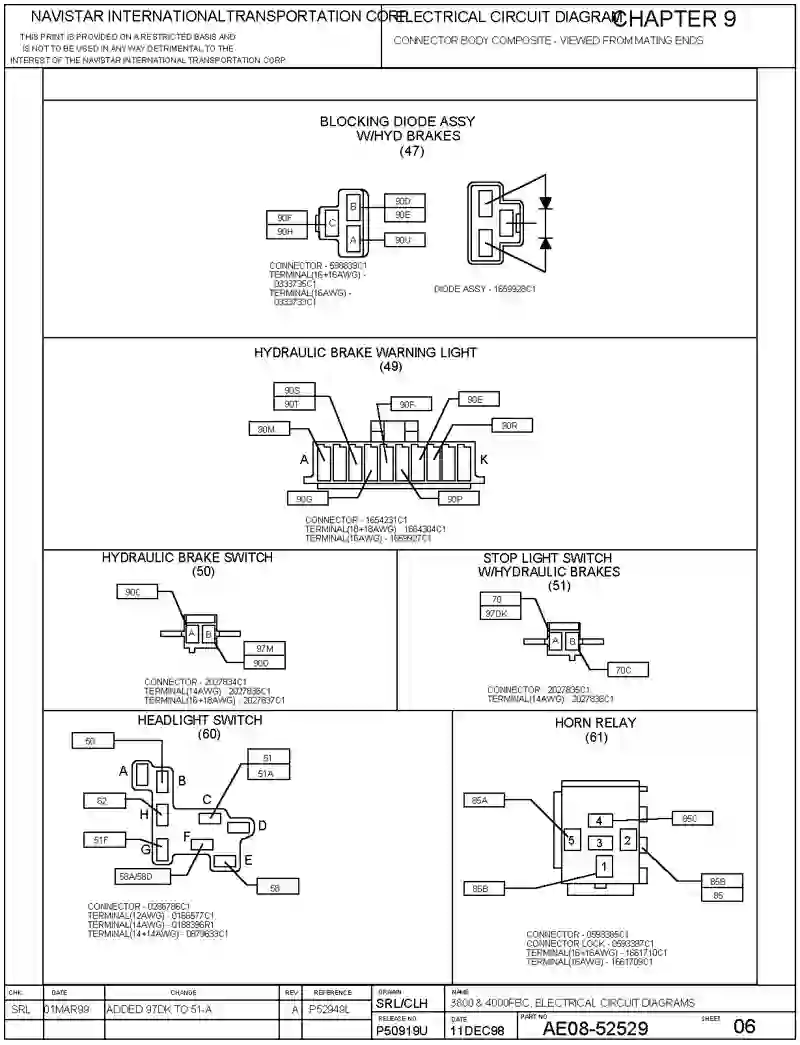 NAVISTAR INTERNATIONAL TRANSPORTATION CORP.
THIS PRINT IS PROVIDED ON A RESTRICTED BASIS AND
IS NOT TO BE USED IN ANY WAY DETRIMENTAL TO THE
INTEREST OF THE NAVISTAR INTERNATIONAL TRANSPORTATION CORP.
ELECTRICAL CIRCUIT DIAGRAM
CHAPTER 9
CONNECTOR BODY COMPOSITE - VIEWED FROM MATING ENDS
BLOCKING DIODE ASSY
W/HYD BRAKES
(47)
90F
90H
C
B
A
90D
90E
90U
CONNECTOR - 598839C1
TERMINAL(16+16AWG) -
0333735C1
TERMINAL(16AWG) -
0333733C1
DIODE ASSY - 1659928C1
HYDRAULIC BRAKE WARNING LIGHT
(49)
90S
90T
90F
90E
90M
90R
A
K
90G
90P
CONNECTOR - 1654231C1
TERMINAL(18+18AWG) 1664304C1
TERMINAL(16AWG) - 1659927C1
HYDRAULIC BRAKE SWITCH
(50)
90C
A
B
97M
90D
CONNECTOR - 2027834C1
TERMINAL(14AWG) 2027836C1
TERMINAL(16+18AWG) 2027837C1
STOP LIGHT SWITCH
W/HYDRAULIC BRAKES
(51)
70
97DK
A
B
70C
CONNECTOR 2027835C1
TERMINAL(14AWG) 2027836C1
HEADLIGHT SWITCH
(60)
50
A
B
51
51A
62
C
H
D
51F
F
G
E
58A/58D
58
CONNECTOR - 0286786C1
TERMINAL(12AWG) - 0186577C1
TERMINAL(14AWG) - 0188396R1
TERMINAL(14+14AWG) - 0879633C1
HORN RELAY
(61)
85A
4
85C
5
3
2
1
85B
85B
85
CONNECTOR - 0593385C1
CONNECTOR LOCK - 0593387C1
TERMINAL(16+16AWG) - 1661710C1
TERMINAL(16AWG) - 1661709C1
CHK.
DATE
CHANGE
REV
REFERENCE
DRAWN
NAME
SRL
01MAR99
ADDED 97DK TO 51-A
A
P52949L
SRL/CLH
3800 & 4000FBC, ELECTRICAL CIRCUIT DIAGRAMS
RELEASE NO.
P50919U
DATE
11DEC98
PART NO.
AE08-52529
SHEET
06